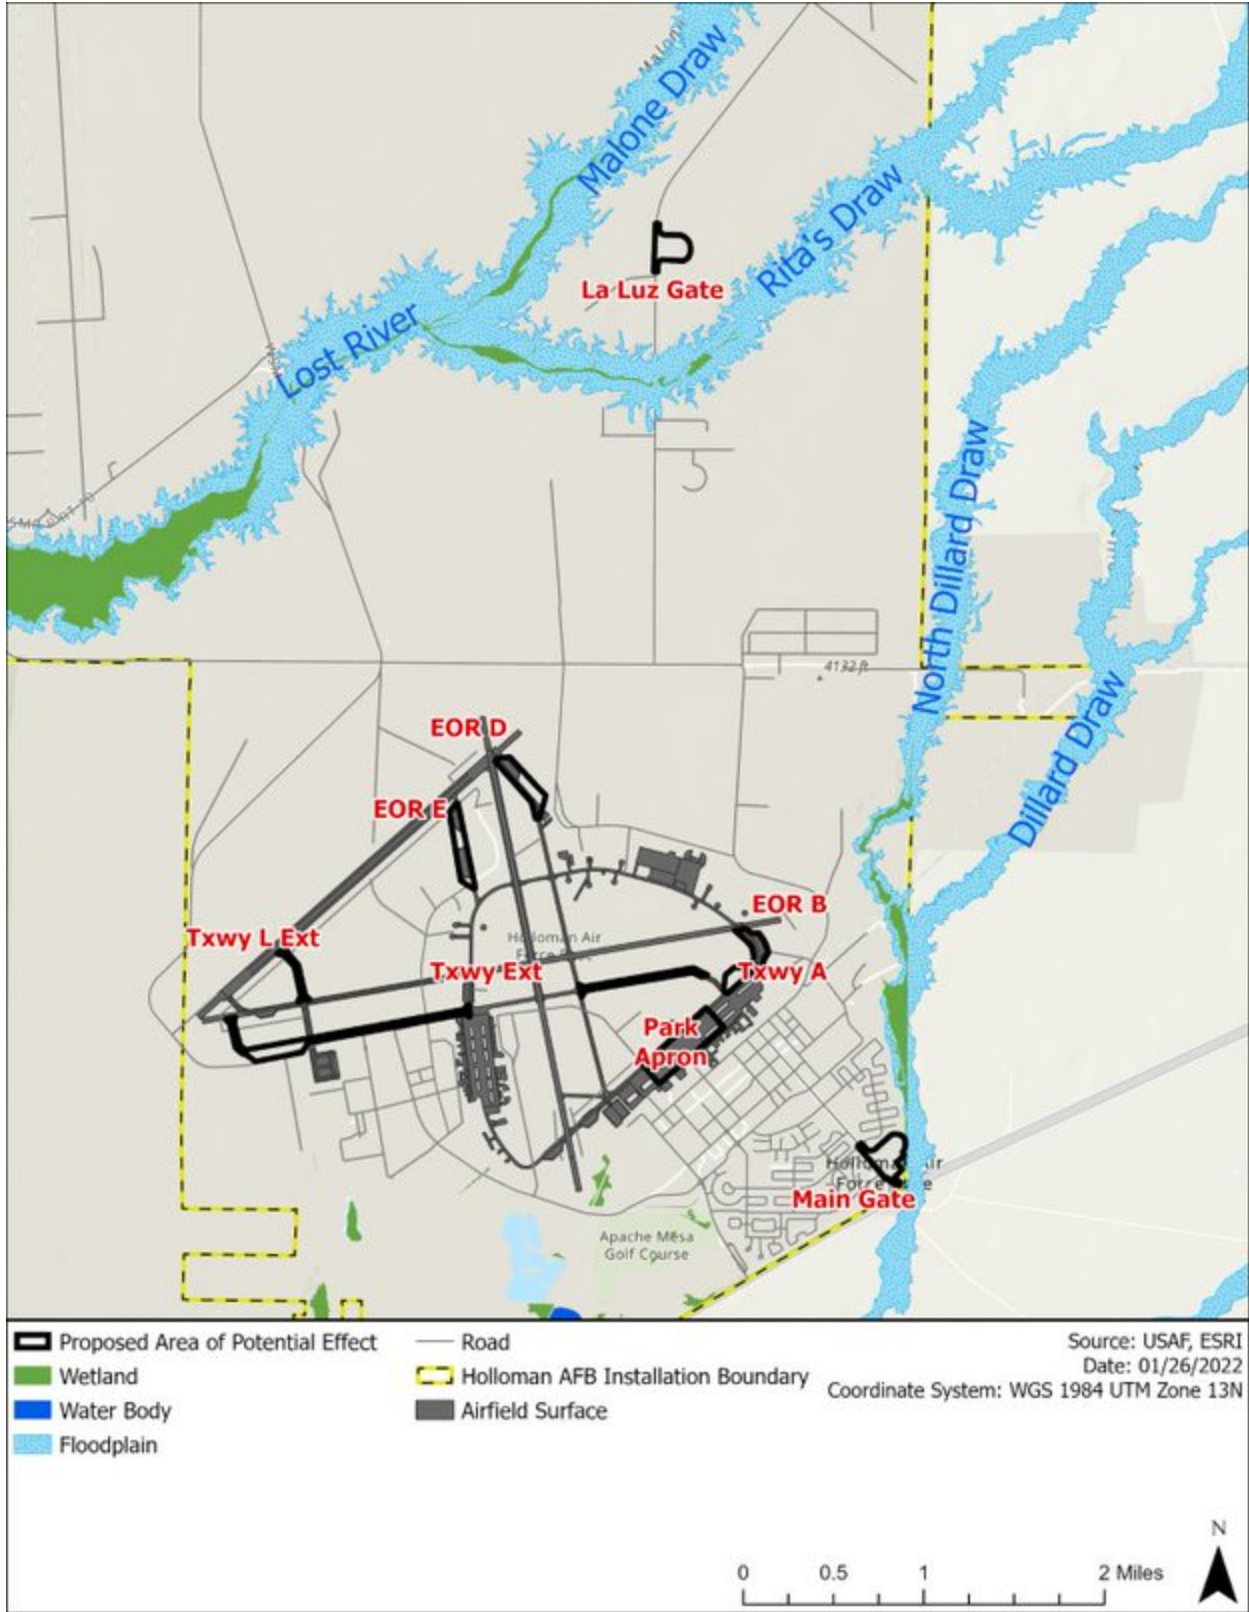 Malone
Malone Draw
Rita's Draw
La Luz Gate
Lost River
North Dillard Draw
4132 ft
Dillard Draw
EOR D
EOR E
EOR B
Txwy L Ext
Holloman Air
Txwy Ext
Txwy A
Park
Apron
Holloman Air
Force Base
Main Gate
Apache Mesa
Golf Course
Proposed Area of Potential Effect
Wetland
Water Body
Floodplain
Road
Holloman AFB Installation Boundary
Airfield Surface
Source: USAF, ESRI
Date: 01/26/2022
Coordinate System: WGS 1984 UTM Zone 13N
N
0 0.5 1 2 Miles